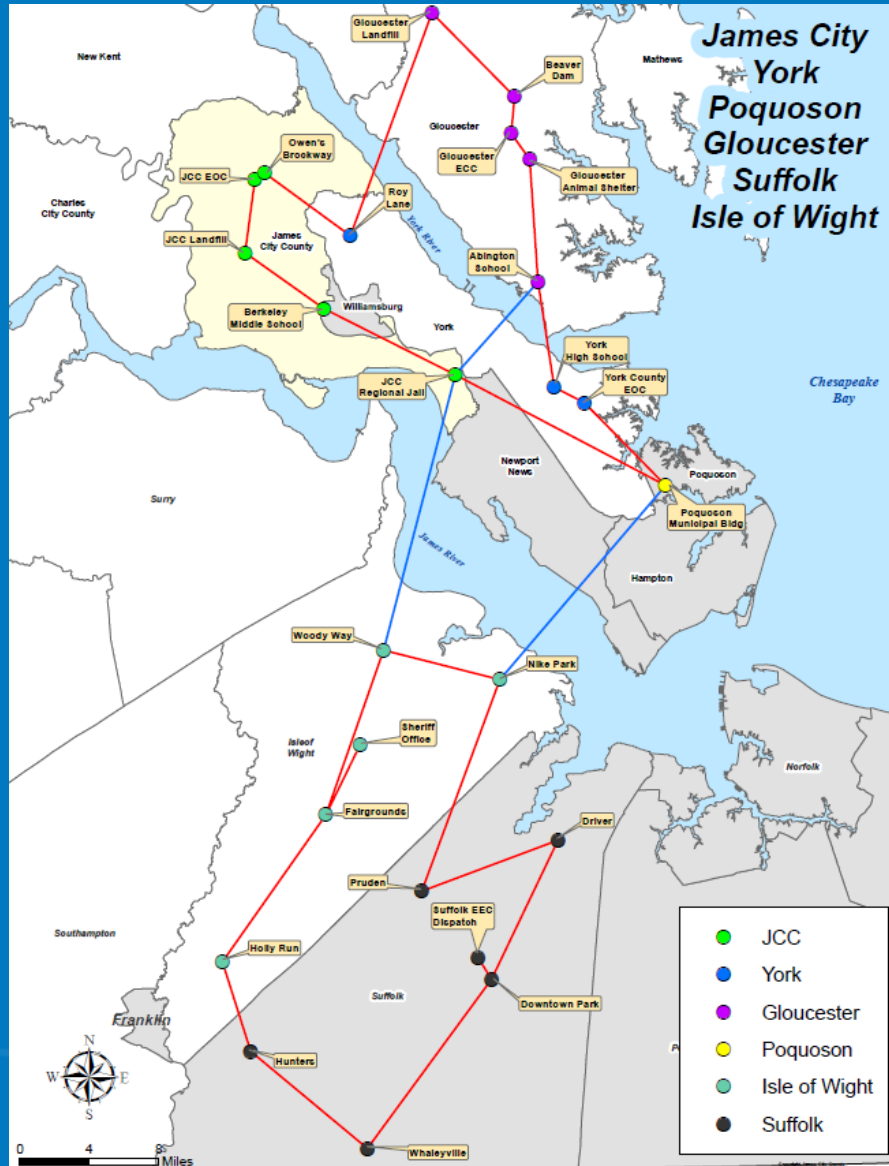 James City
York
Poquoson
Gloucester
Suffolk
Isle of Wight
New Kent
Gloucester
Landfill
Mathews
Beaver
Dam
Gloucester
Gloucester
ECC
Gloucester
Animal Shelter
Owen's
Brookway
JCC EOC
Roy
Lane
Charles
City County
York River
James
City County
JCC Landfill
Abington
School
Berkeley
Middle School
Williamsburg
York
York
High School
York County
EOC
JCC
Regional Jail
Chesapeake
Bay
Newport
News
Poquoson
Poquoson
Municipal Bldg
Surry
James River
Hampton
Woody Way
Nike Park
Sheriff
Office
Isleof
Wight
Norfolk
Fairgrounds
Driver
Pruden
Suffolk EEC
Dispatch
Southampton
Holly Run
Suffolk
Downtown Park
Franklin
Hunters
Whaleyville
N
W
E
S
0 4 8
Miles
JCC
York
Gloucester
Poquoson
Isle of Wight
Suffolk